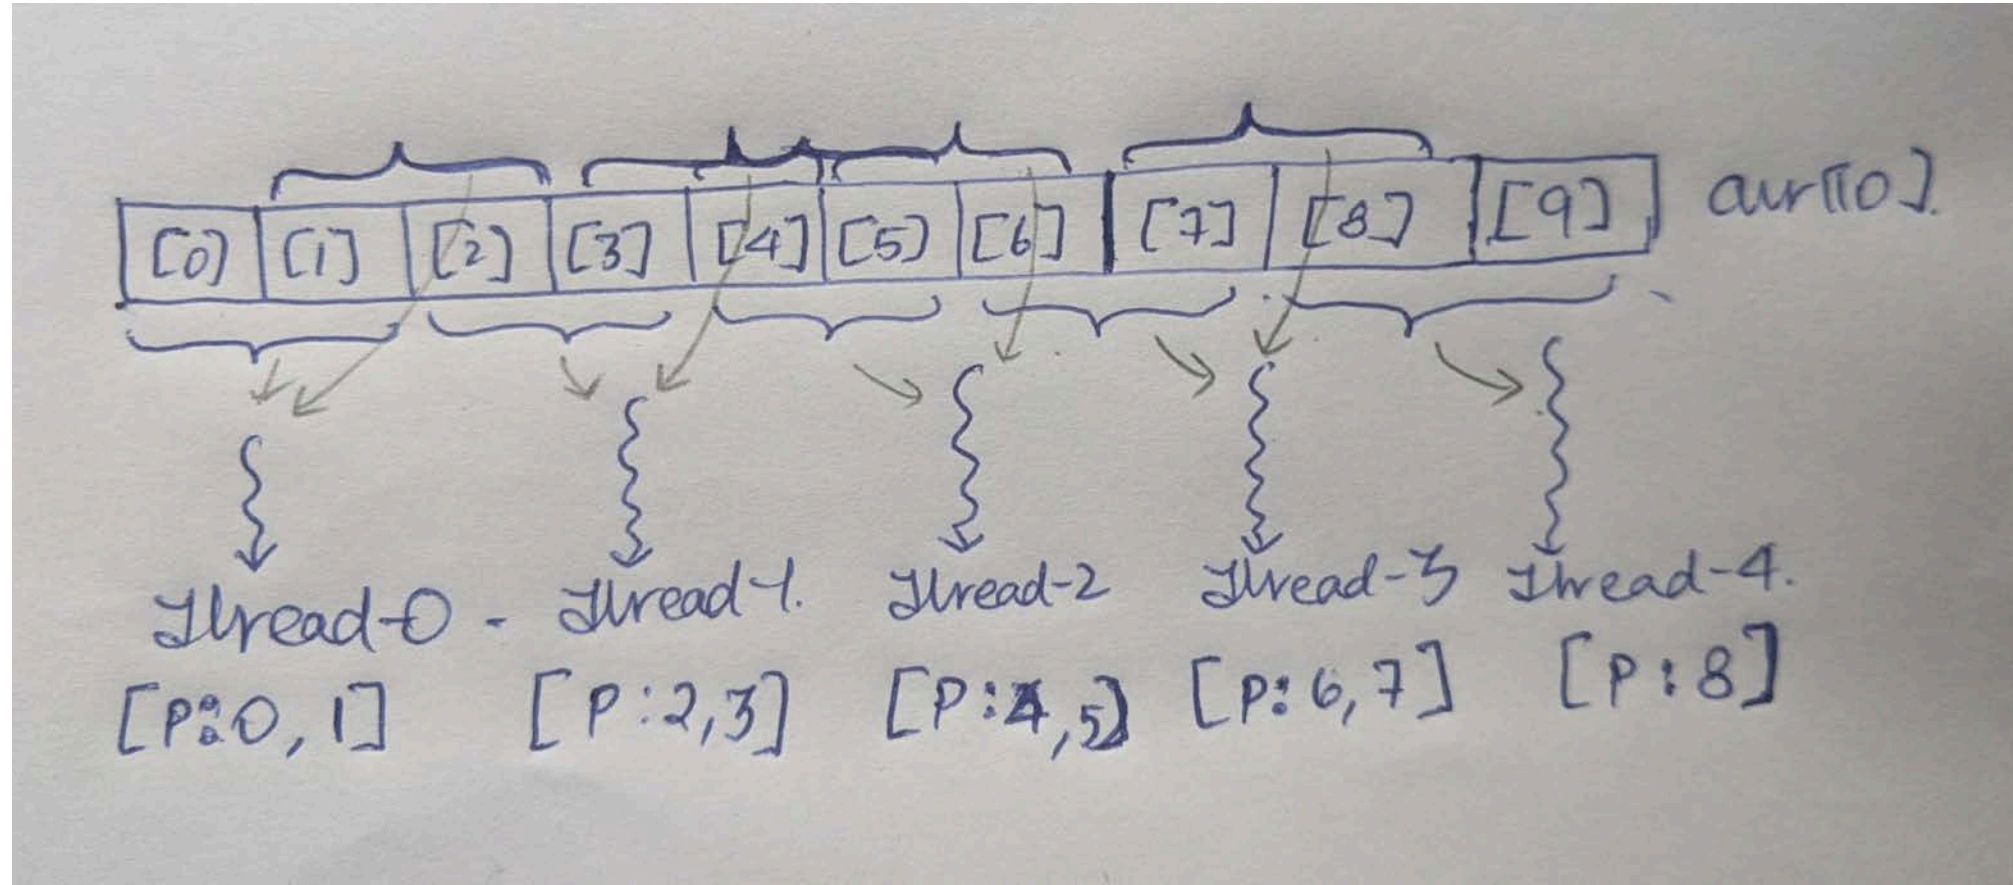 [0] [1] [2] [3] [4] [5] [6] [7] [8] [9] arr[10].
Thread-0 - Thread-1. Thread-2 Thread-3 Thread-4.
[P:0,1] [P:2,3] [P:4,5] [P:6,7] [P:8]